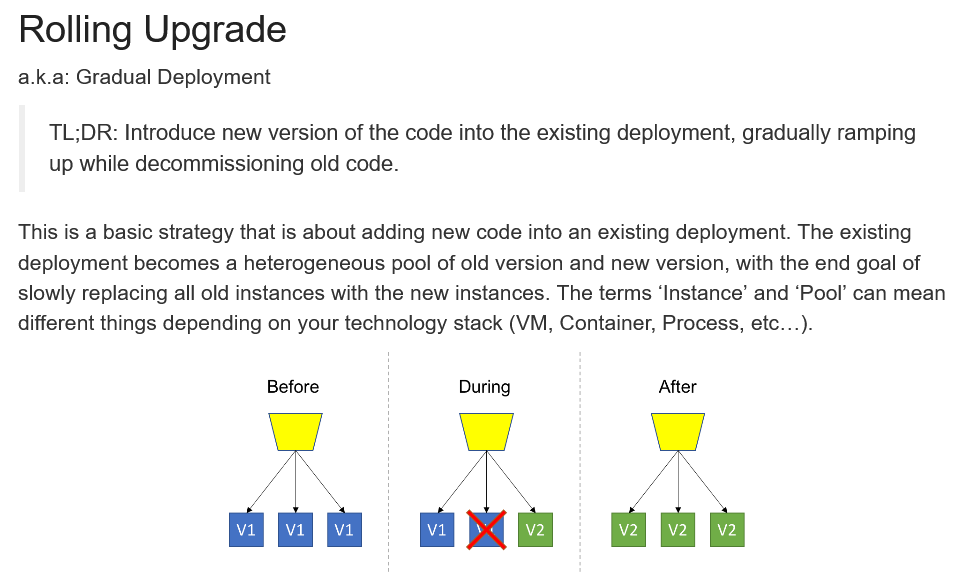 Rolling Upgrade
a.k.a: Gradual Deployment
TL;DR: Introduce new version of the code into the existing deployment, gradually ramping
up while decommissioning old code.
This is a basic strategy that is about adding new code into an existing deployment. The existing
deployment becomes a heterogeneous pool of old version and new version, with the end goal of
slowly replacing all old instances with the new instances. The terms ‘Instance’ and ‘Pool’ can mean
different things depending on your technology stack (VM, Container, Process, etc…).
Before During After
V1 V1 V1 V1 V2 V2 V2 V2